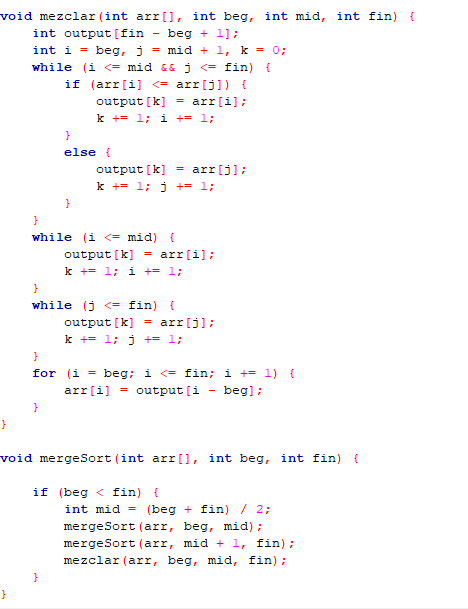 void mezclar(int arr[], int beg, int mid, int fin) {
    int output[fin - beg + 1];
    int i = beg, j = mid + 1, k = 0;
    while (i <= mid && j <= fin) {
        if (arr[i] <= arr[j]) {
            output[k] = arr[i];
            k += 1; i += 1;
        }
        else {
            output[k] = arr[j];
            k += 1; j += 1;
        }
    }
    while (i <= mid) {
        output[k] = arr[i];
        k += 1; i += 1;
    }
    while (j <= fin) {
        output[k] = arr[j];
        k += 1; j += 1;
    }
    for (i = beg; i <= fin; i += 1) {
        arr[i] = output[i - beg];
    }
}

void mergeSort(int arr[], int beg, int fin) {

    if (beg < fin) {
        int mid = (beg + fin) / 2;
        mergeSort(arr, beg, mid);
        mergeSort(arr, mid + 1, fin);
        mezclar(arr, beg, mid, fin);
    }
}